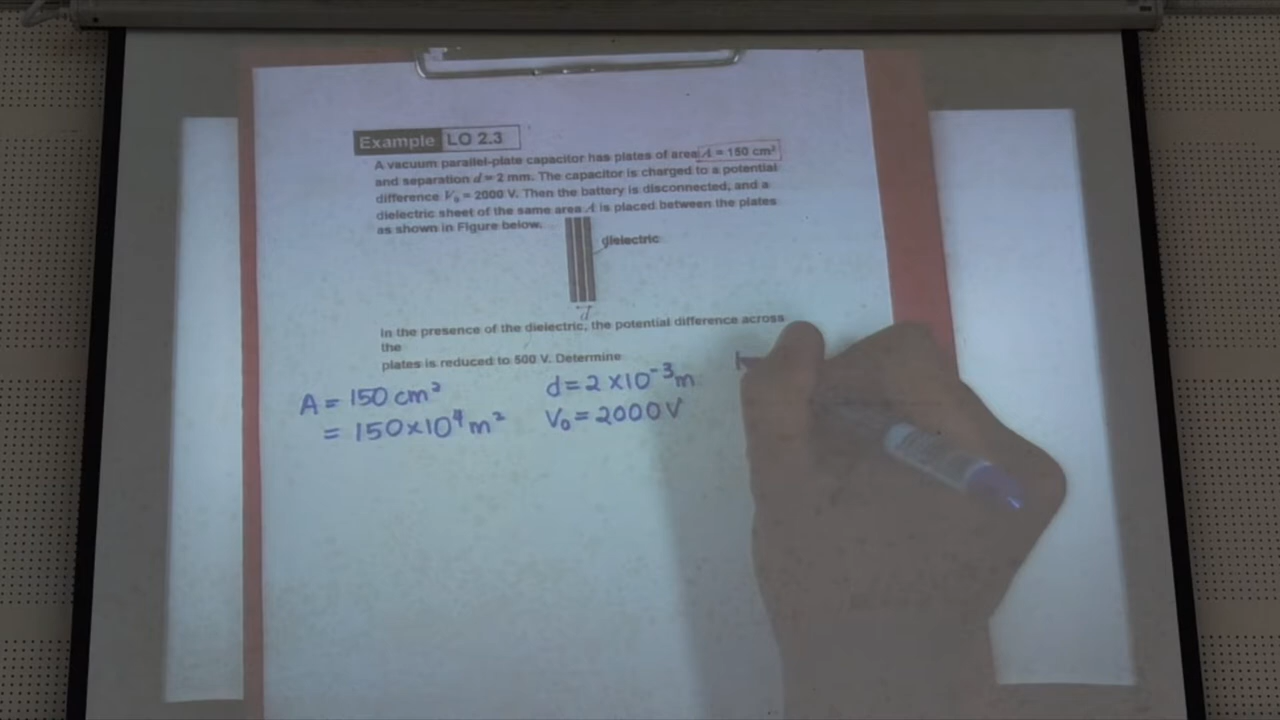 Example LO 2.3
A vacuum parallel-plate capacitor has plates of area A = 150 cm²
and separation d = 2 mm. The capacitor is charged to a potential
difference V₀ = 2000 V. Then the battery is disconnected, and a
dielectric sheet of the same area A is placed between the plates
as shown in Figure below.
dielectric
d
In the presence of the dielectric, the potential difference across
the
plates is reduced to 500 V. Determine
A = 150 cm² d = 2 × 10⁻³ m
= 150 × 10⁴ m² V₀ = 2000 V